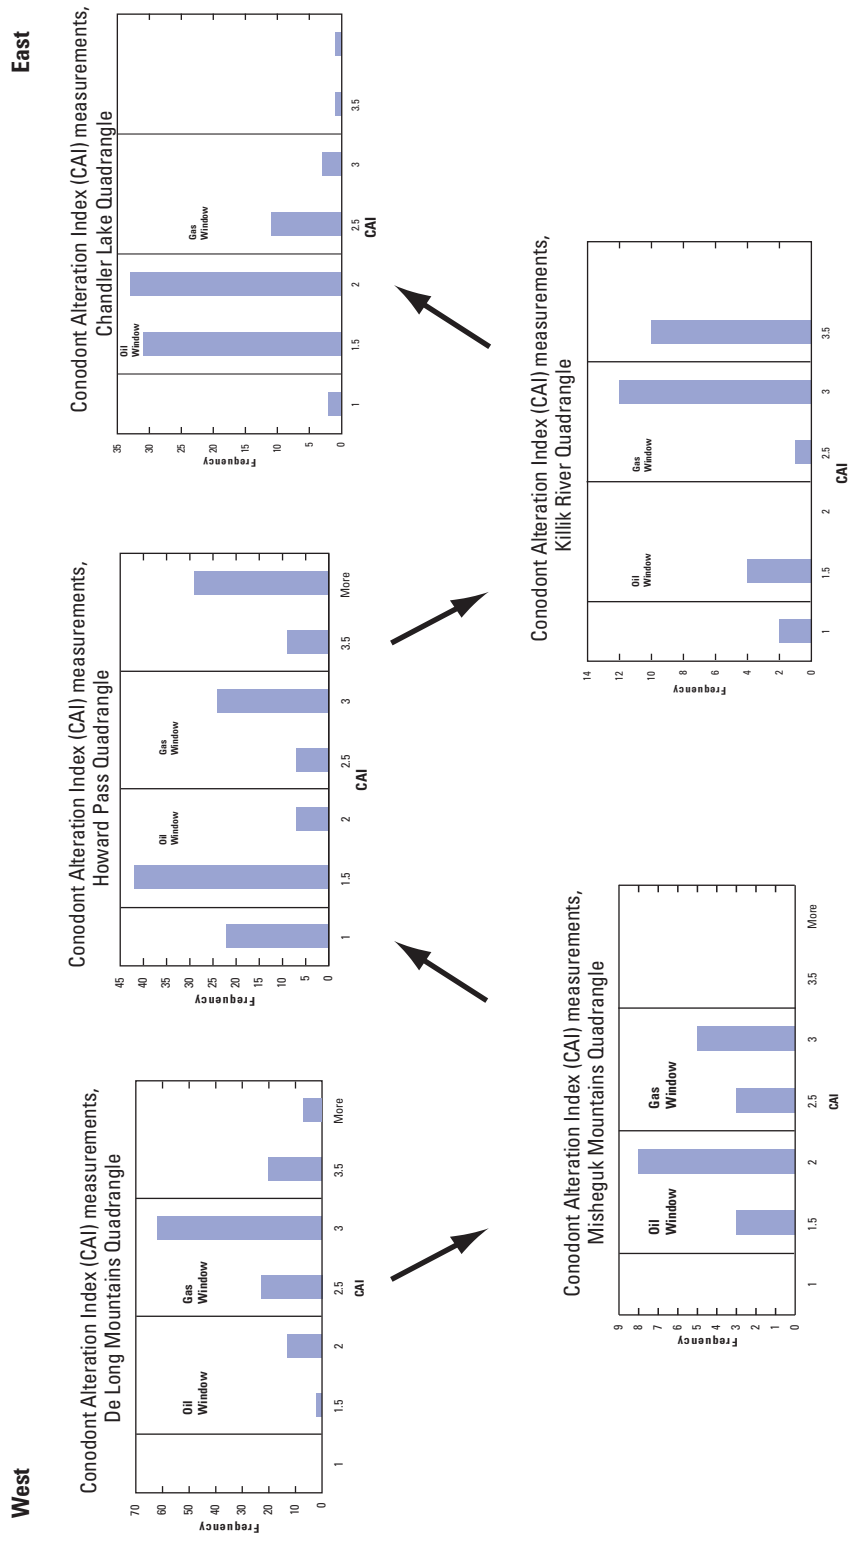 West
East
Conodont Alteration Index (CAI) measurements,
De Long Mountains Quadrangle
70
60
50
40
30
20
10
0
Frequency
Oil
Window
Gas
Window
1
1.5
2
2.5
3
3.5
More
CAI
Conodont Alteration Index (CAI) measurements,
Misheguk Mountains Quadrangle
9
8
7
6
5
4
3
2
1
0
Frequency
Oil
Window
Gas
Window
1
1.5
2
2.5
3
3.5
More
CAI
Conodont Alteration Index (CAI) measurements,
Howard Pass Quadrangle
45
40
35
30
25
20
15
10
5
0
Frequency
Oil
Window
Gas
Window
1
1.5
2
2.5
3
3.5
More
CAI
Conodont Alteration Index (CAI) measurements,
Killik River Quadrangle
14
12
10
8
6
4
2
0
Frequency
Oil
Window
Gas
Window
1
1.5
2
2.5
3
3.5
CAI
Conodont Alteration Index (CAI) measurements,
Chandler Lake Quadrangle
35
30
25
20
15
10
5
0
Frequency
Oil
Window
Gas
Window
1
1.5
2
2.5
3
3.5
CAI